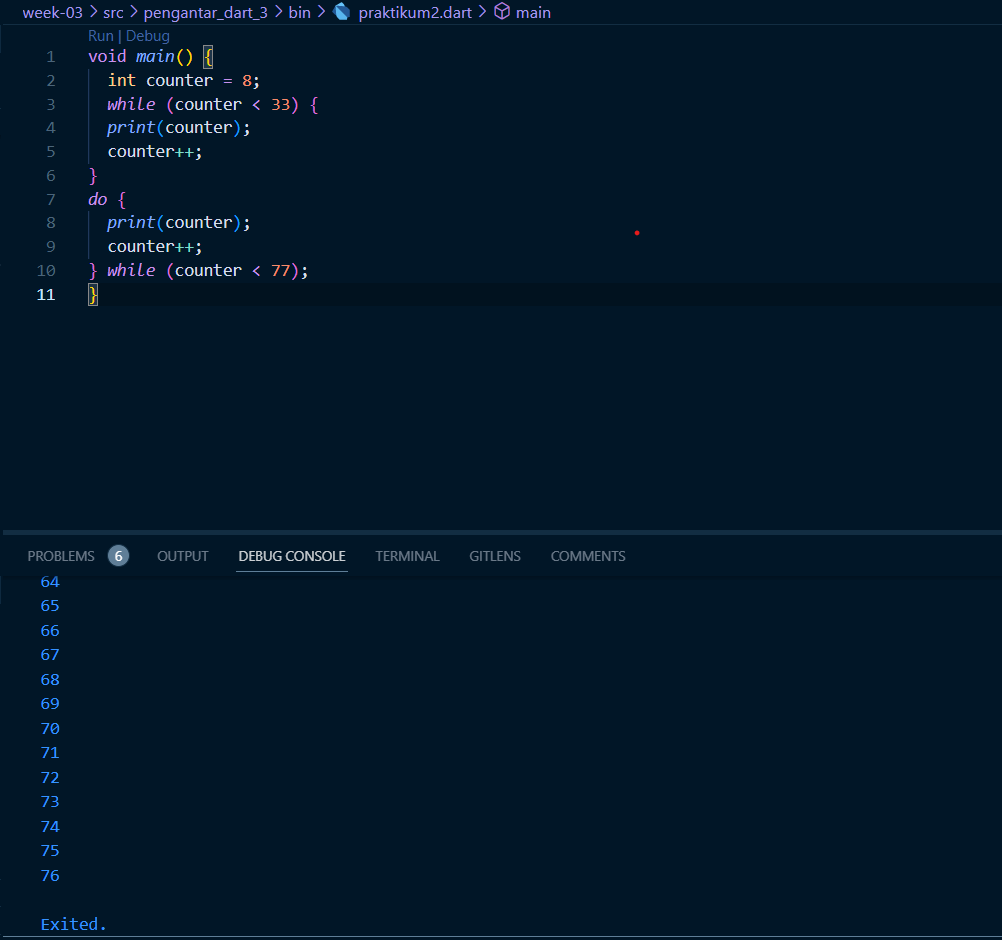 week-03 > src > pengantar_dart_3 > bin > praktikum2.dart > main
Run | Debug
1 void main() {
2 int counter = 8;
3 while (counter < 33) {
4 print(counter);
5 counter++;
6 }
7 do {
8 print(counter);
9 counter++;
10 } while (counter < 77);
11 }
PROBLEMS 6 OUTPUT DEBUG CONSOLE TERMINAL GITLENS COMMENTS
64
65
66
67
68
69
70
71
72
73
74
75
76
Exited.